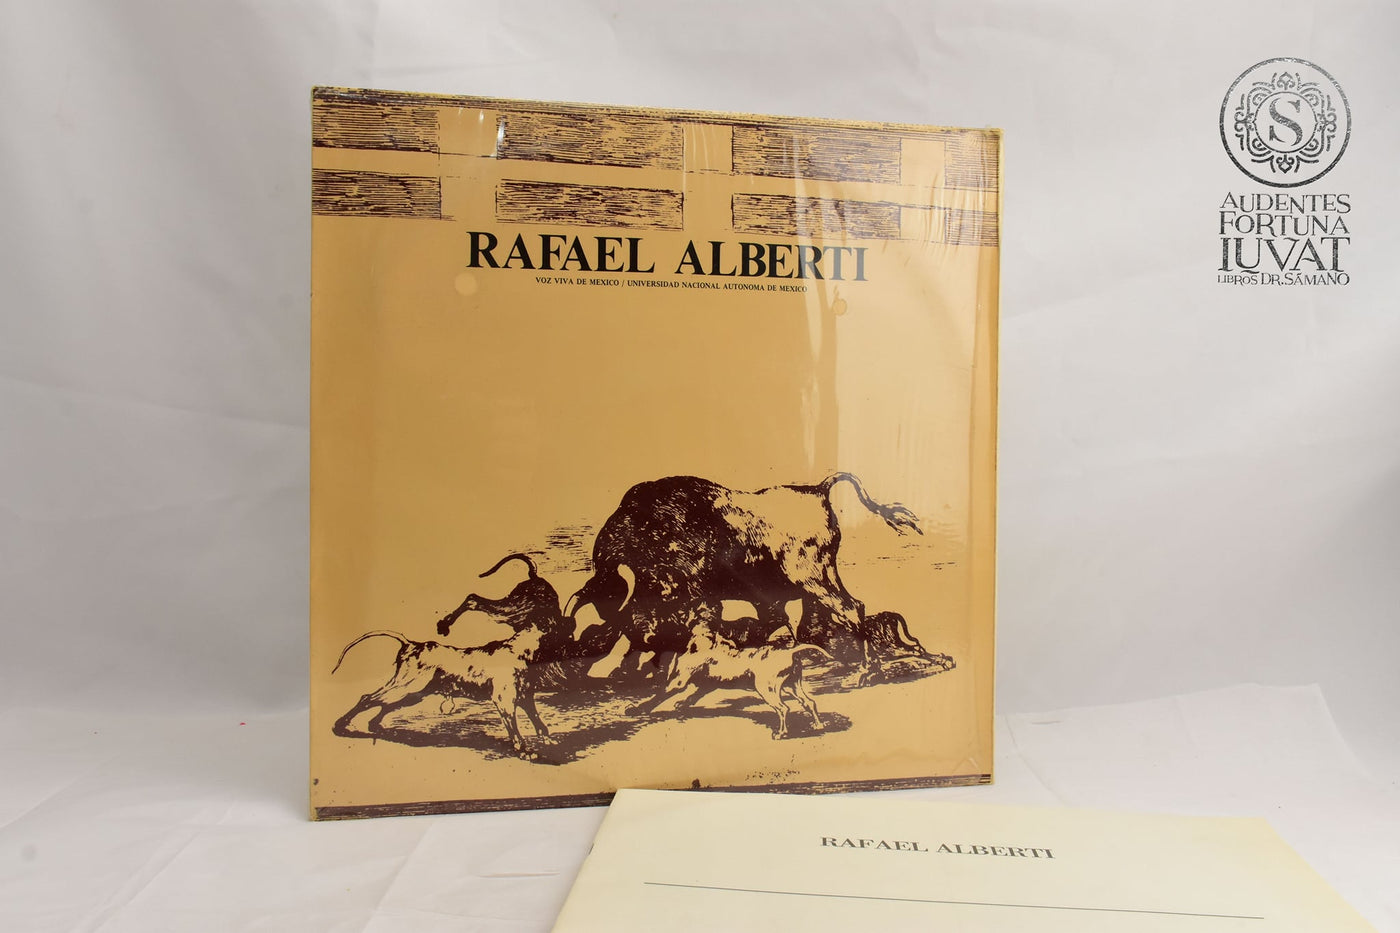 RAFAEL ALBERTI
VOZ VIVA DE MEXICO / UNIVERSIDAD NACIONAL AUTONOMA DE MEXICO
S
AUDENTES
FORTUNA
IUVAT
LIBROS DR. SÁMANO
RAFAEL ALBERTI